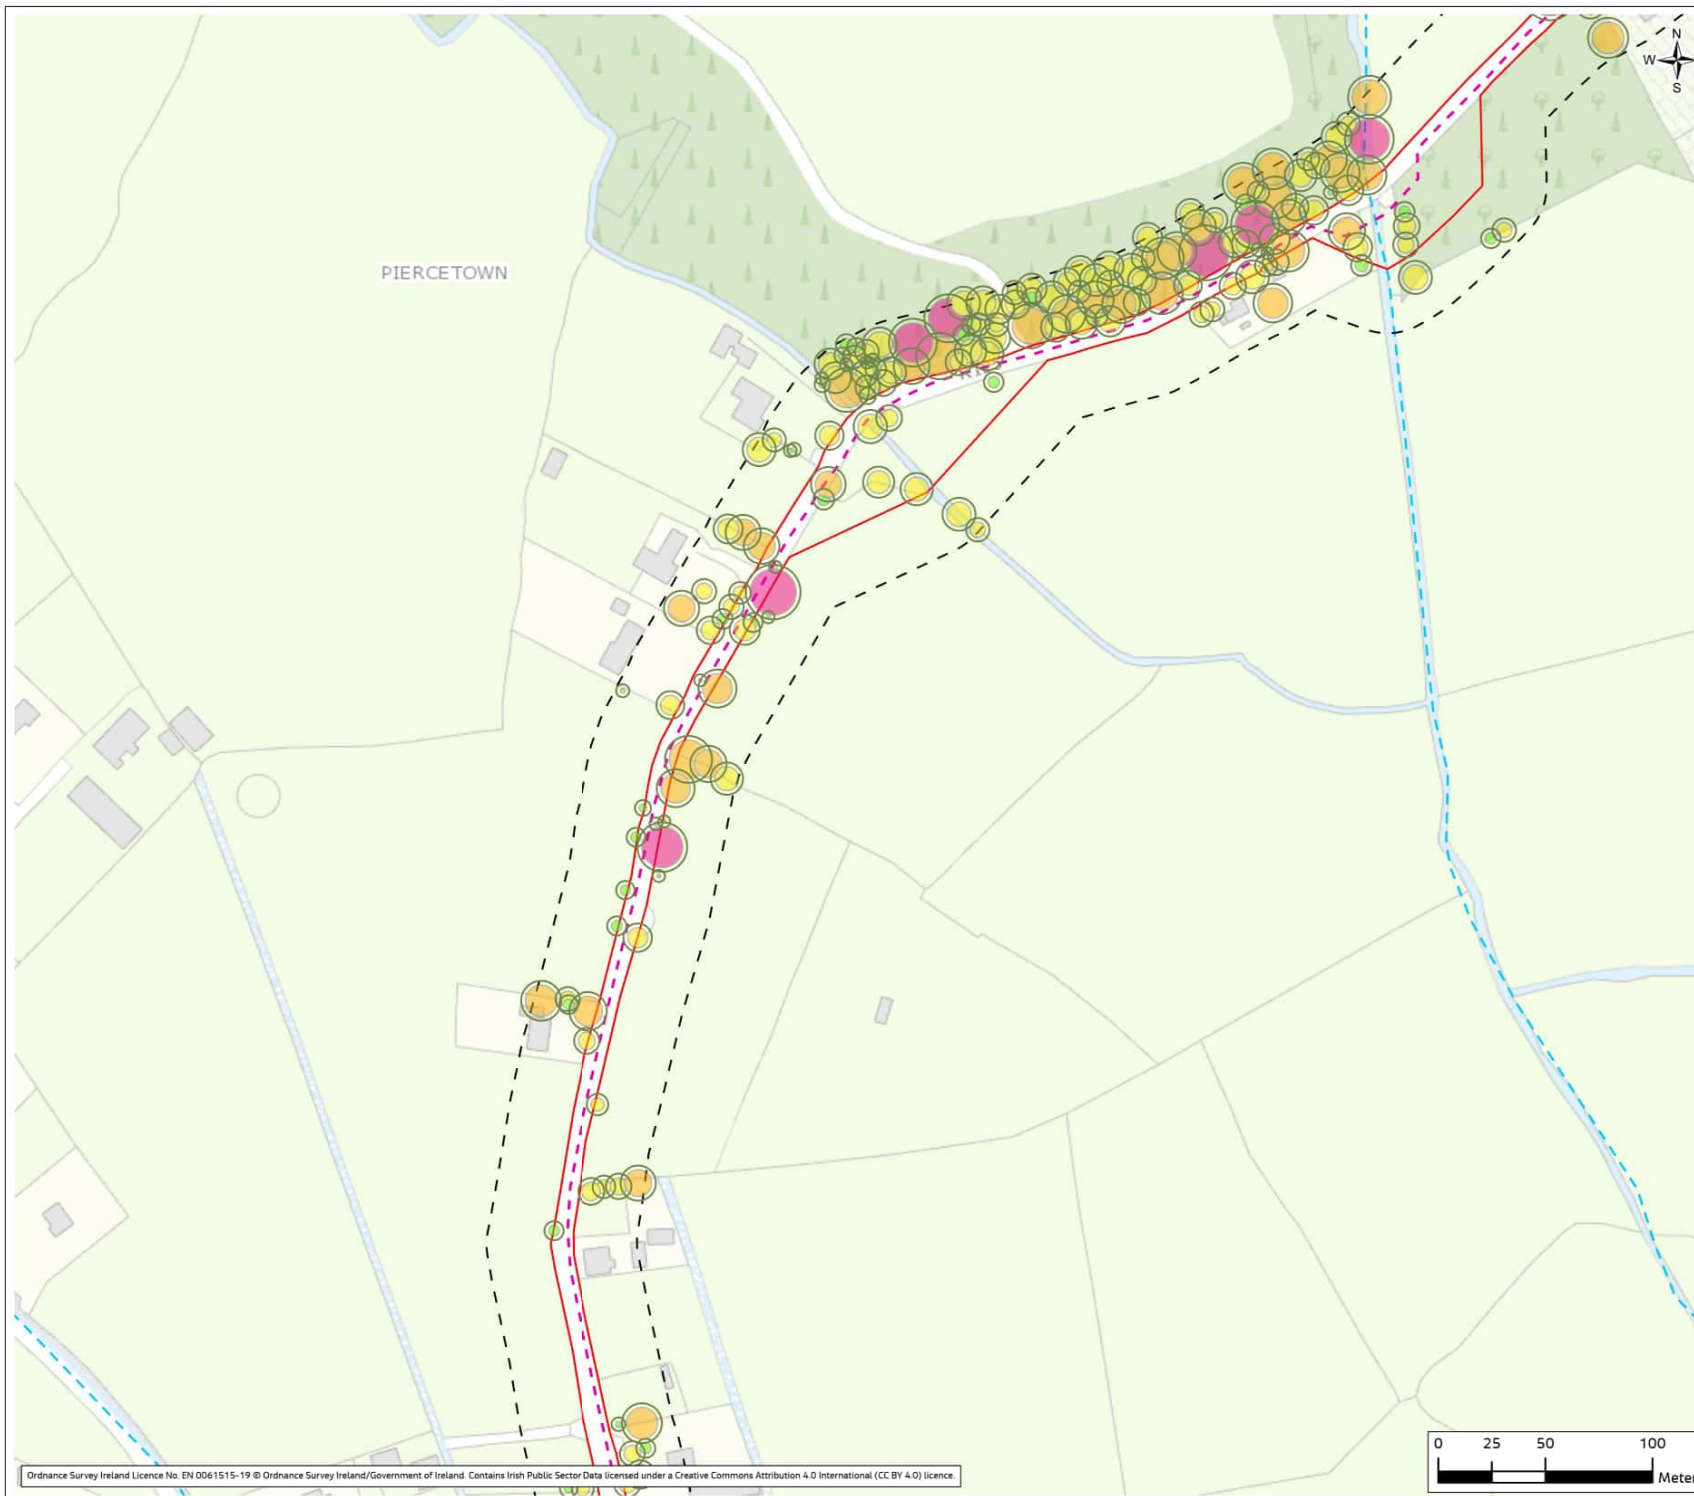 N
W
S
PIERCETOWN
0 25 50 100
Meter
Ordnance Survey Ireland Licence No. EN 0061515-19 © Ordnance Survey Ireland/Government of Ireland. Contains Irish Public Sector Data licensed under a Creative Commons Attribution 4.0 International (CC BY 4.0) licence.